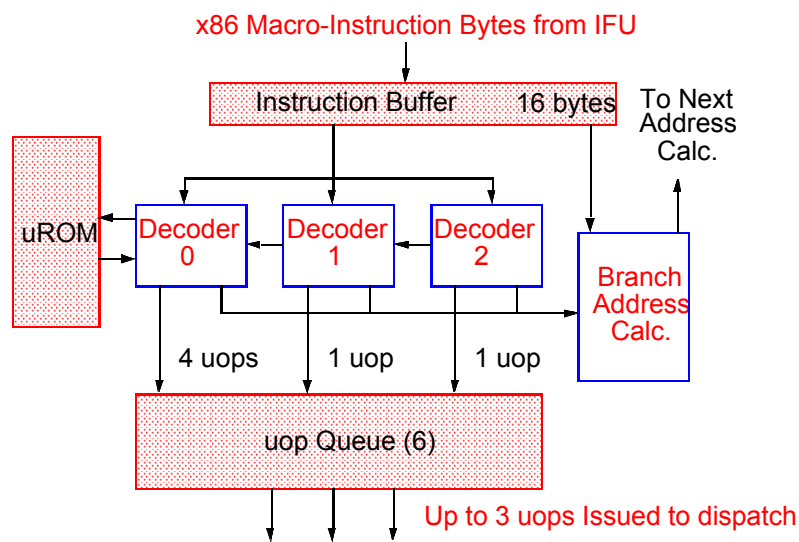 x86 Macro-Instruction Bytes from IFU
Instruction Buffer 16 bytes
To Next
Address
Calc.
uROM
Decoder
0
Decoder
1
Decoder
2
Branch
Address
Calc.
4 uops
1 uop
1 uop
uop Queue (6)
Up to 3 uops Issued to dispatch